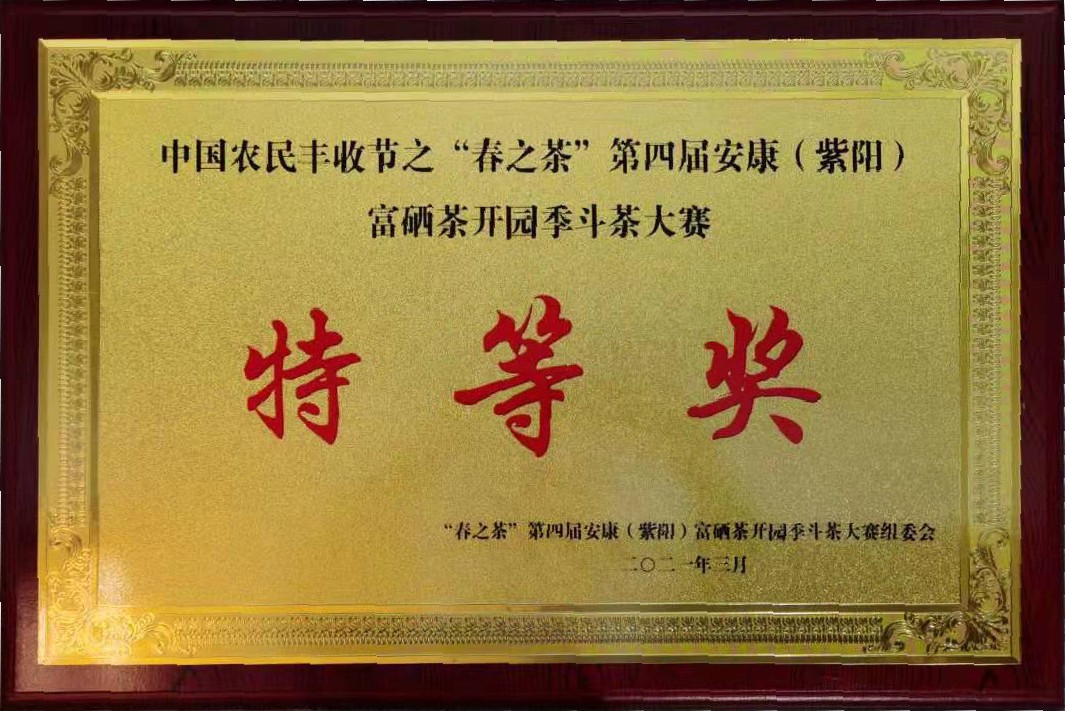 中国农民丰收节之“春之茶”第四届安康（紫阳）
富硒茶开园季斗茶大赛
特等奖
“春之茶”第四届安康（紫阳）富硒茶开园季斗茶大赛组委会
二〇二一年三月